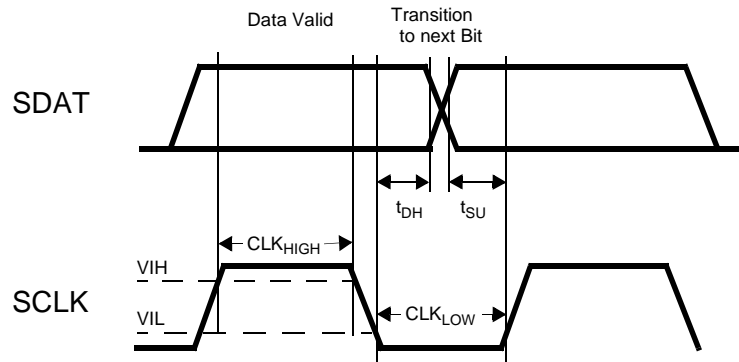 Data Valid
Transition
to next Bit
SDAT
tDH
tSU
CLKHIGH
VIH
SCLK
VIL
CLKLOW